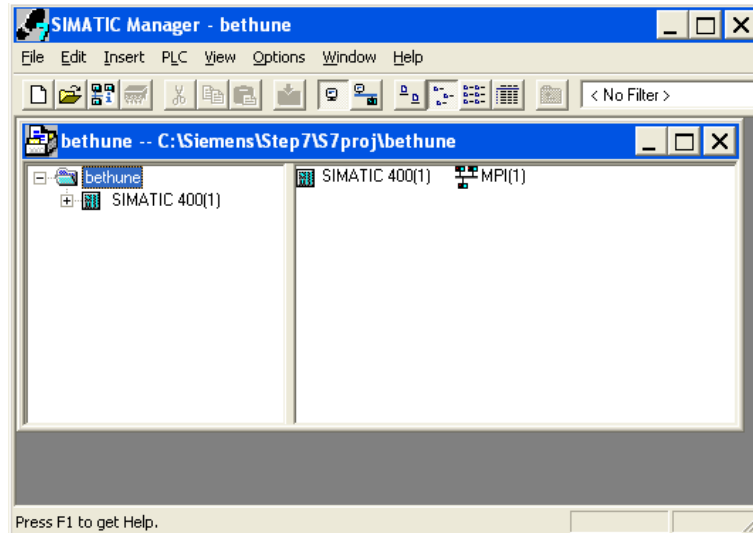 SIMATIC Manager - bethune
File Edit Insert PLC View Options Window Help
< No Filter >
bethune -- C:\Siemens\Step7\S7proj\bethune
bethune
SIMATIC 400(1)
SIMATIC 400(1) MPI(1)
Press F1 to get Help.